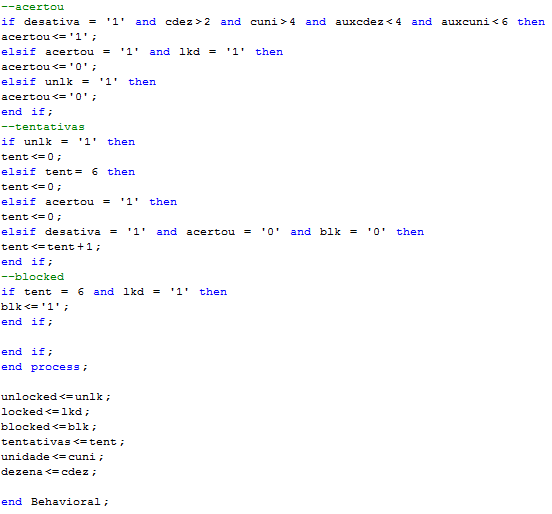 --acertou
if desativa = '1' and cdez>2 and cuni>4 and auxcdez<4 and auxcuni<6 then
acertou<='1';
elsif acertou = '1' and lkd = '1' then
acertou<='0';
elsif unlk = '1' then
acertou<='0';
end if;
--tentativas
if unlk = '1' then
tent<=0;
elsif tent= 6 then
tent<=0;
elsif acertou = '1' then
tent<=0;
elsif desativa = '1' and acertou = '0' and blk = '0' then
tent<=tent+1;
end if;
--blocked
if tent = 6 and lkd = '1' then
blk<='1';
end if;
end if;
end process;
unlocked<=unlk;
locked<=lkd;
blocked<=blk;
tentativas<=tent;
unidade<=cuni;
dezena<=cdez;
end Behavioral;